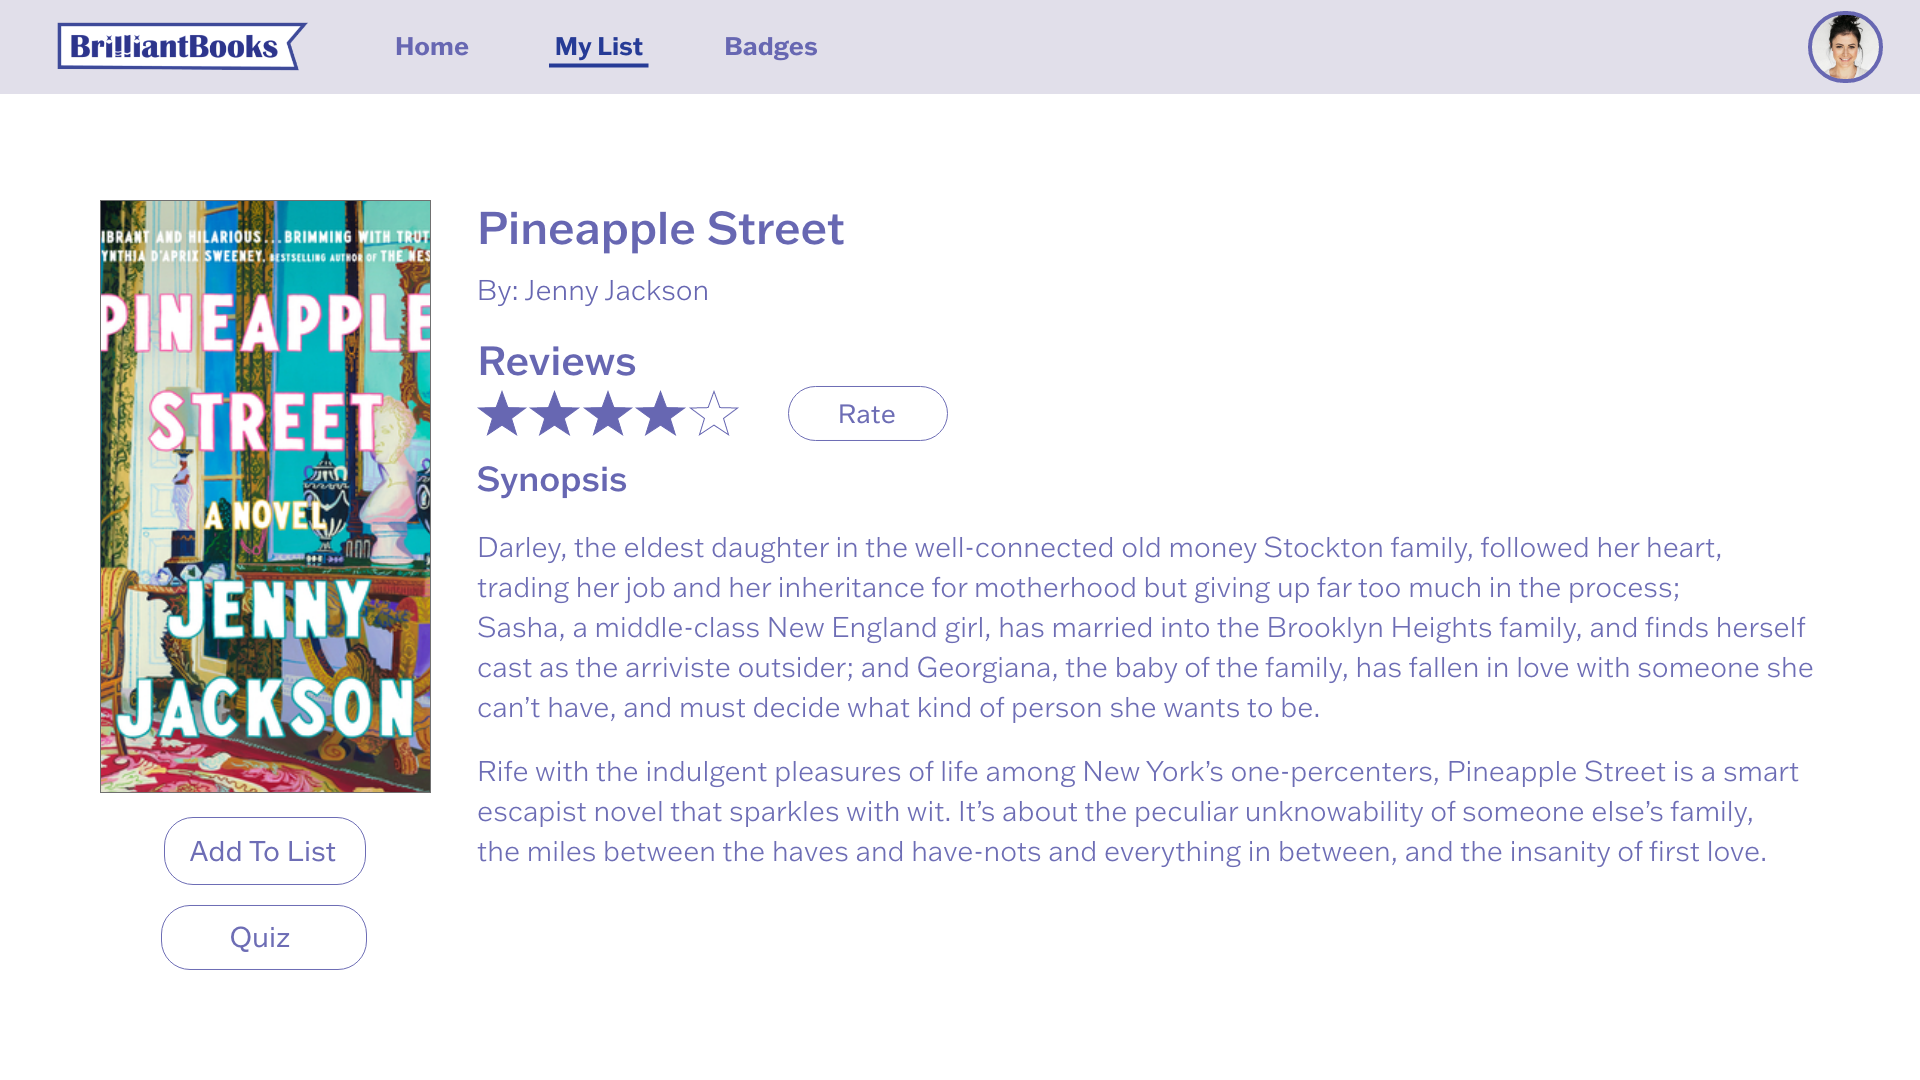 BrilliantBooks
Home
My List
Badges
IBRANT AND HILARIOUS...BRIMMING WITH TRUT
YNTHIA D'APRIX SWEENEY, BESTSELLING AUTHOR OF THE NES
PINEAPPLE
STREET
A NOVEL
JENNY
JACKSON
Add To List
Quiz
Pineapple Street
By: Jenny Jackson
Reviews
Rate
Synopsis
Darley, the eldest daughter in the well-connected old money Stockton family, followed her heart,
trading her job and her inheritance for motherhood but giving up far too much in the process;
Sasha, a middle-class New England girl, has married into the Brooklyn Heights family, and finds herself
cast as the arriviste outsider; and Georgiana, the baby of the family, has fallen in love with someone she
can’t have, and must decide what kind of person she wants to be.
Rife with the indulgent pleasures of life among New York’s one-percenters, Pineapple Street is a smart
escapist novel that sparkles with wit. It’s about the peculiar unknowability of someone else’s family,
the miles between the haves and have-nots and everything in between, and the insanity of first love.